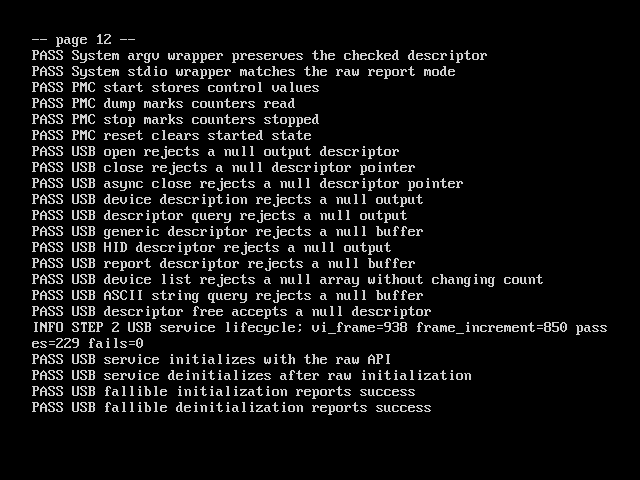 -- page 12 --
PASS System argv wrapper preserves the checked descriptor
PASS System stdio wrapper matches the raw report mode
PASS PMC start stores control values
PASS PMC dump marks counters read
PASS PMC stop marks counters stopped
PASS PMC reset clears started state
PASS USB open rejects a null output descriptor
PASS USB close rejects a null descriptor pointer
PASS USB async close rejects a null descriptor pointer
PASS USB device description rejects a null output
PASS USB descriptor query rejects a null output
PASS USB generic descriptor rejects a null buffer
PASS USB HID descriptor rejects a null output
PASS USB report descriptor rejects a null buffer
PASS USB device list rejects a null array without changing count
PASS USB ASCII string query rejects a null buffer
PASS USB descriptor free accepts a null descriptor
INFO STEP 2 USB service lifecycle; vi_frame=938 frame_increment=850 pass
es=229 fails=0
PASS USB service initializes with the raw API
PASS USB service deinitializes after raw initialization
PASS USB fallible initialization reports success
PASS USB fallible deinitialization reports success